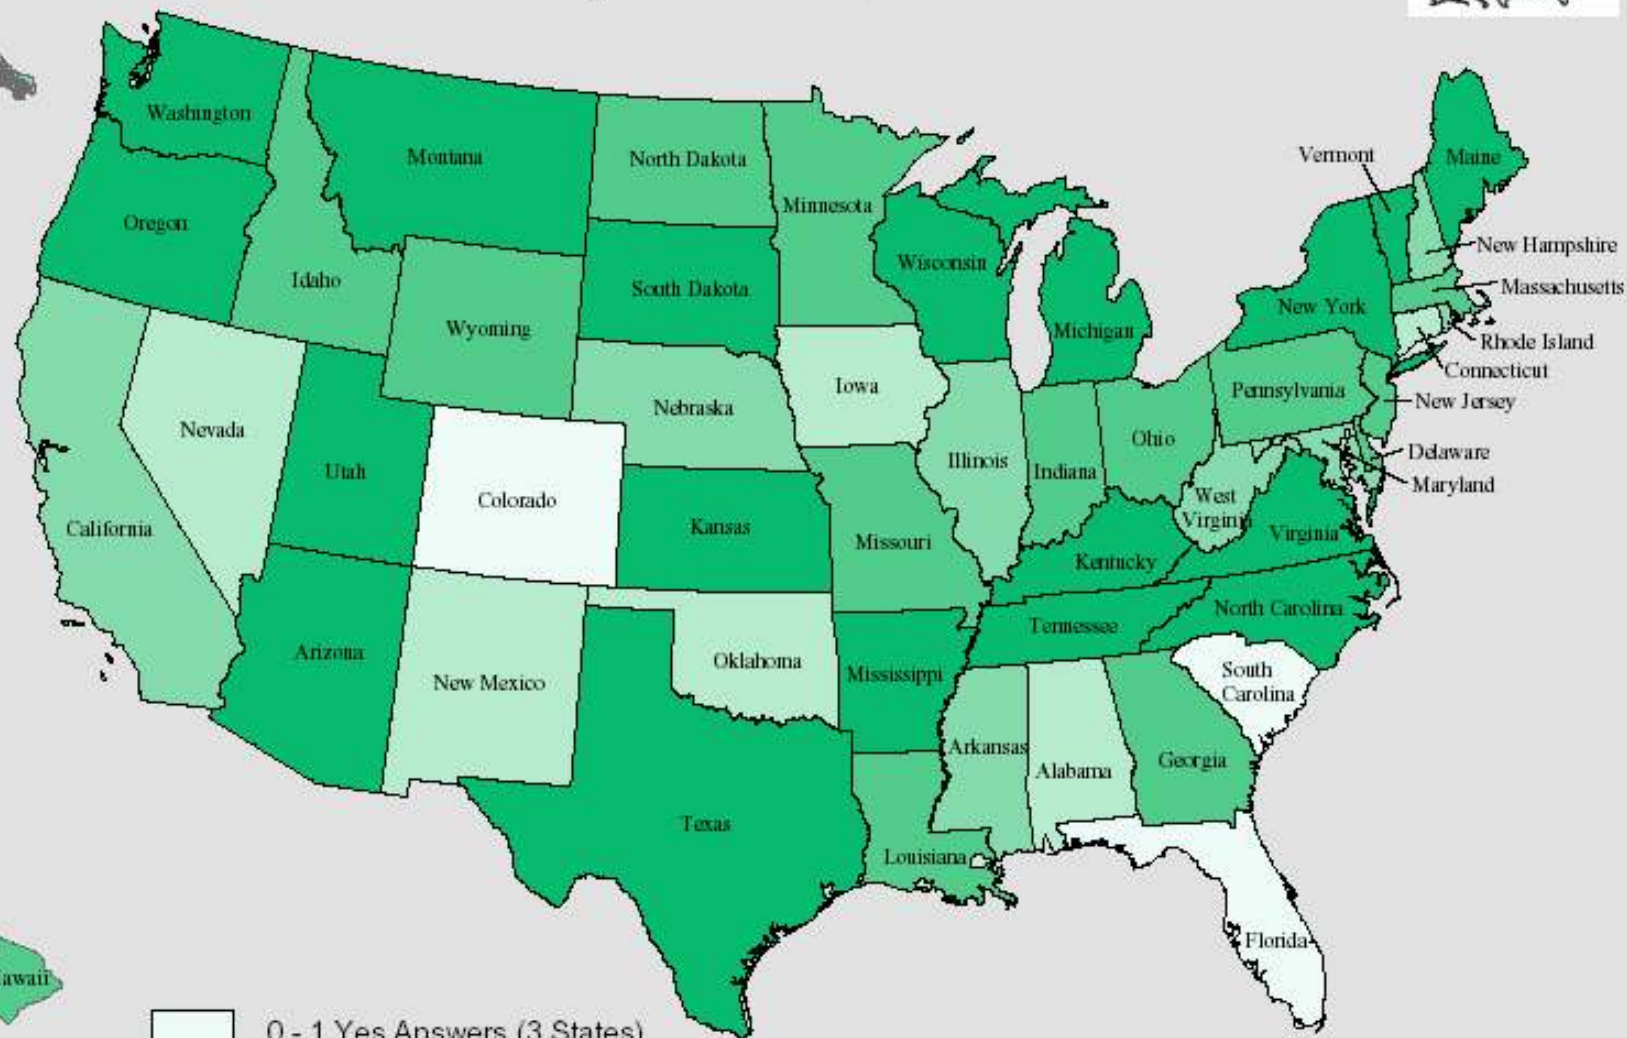 Washington
Montana
North Dakota
Minnesota
Vermont
Maine
Oregon
Idaho
Wyoming
South Dakota
Wisconsin
Michigan
New York
New Hampshire
Massachusetts
Rhode Island
Connecticut
New Jersey
Pennsylvania
Delaware
Maryland
Nevada
Utah
Colorado
Nebraska
Iowa
Illinois
Indiana
Ohio
West
Virginia
Virginia
California
Kansas
Missouri
Kentucky
Arizona
New Mexico
Oklahoma
Mississippi
Tennessee
North Carolina
South
Carolina
Texas
Arkansas
Alabama
Georgia
Louisiana
Florida
awaii
0 - 1 Yes Answers (3 States)